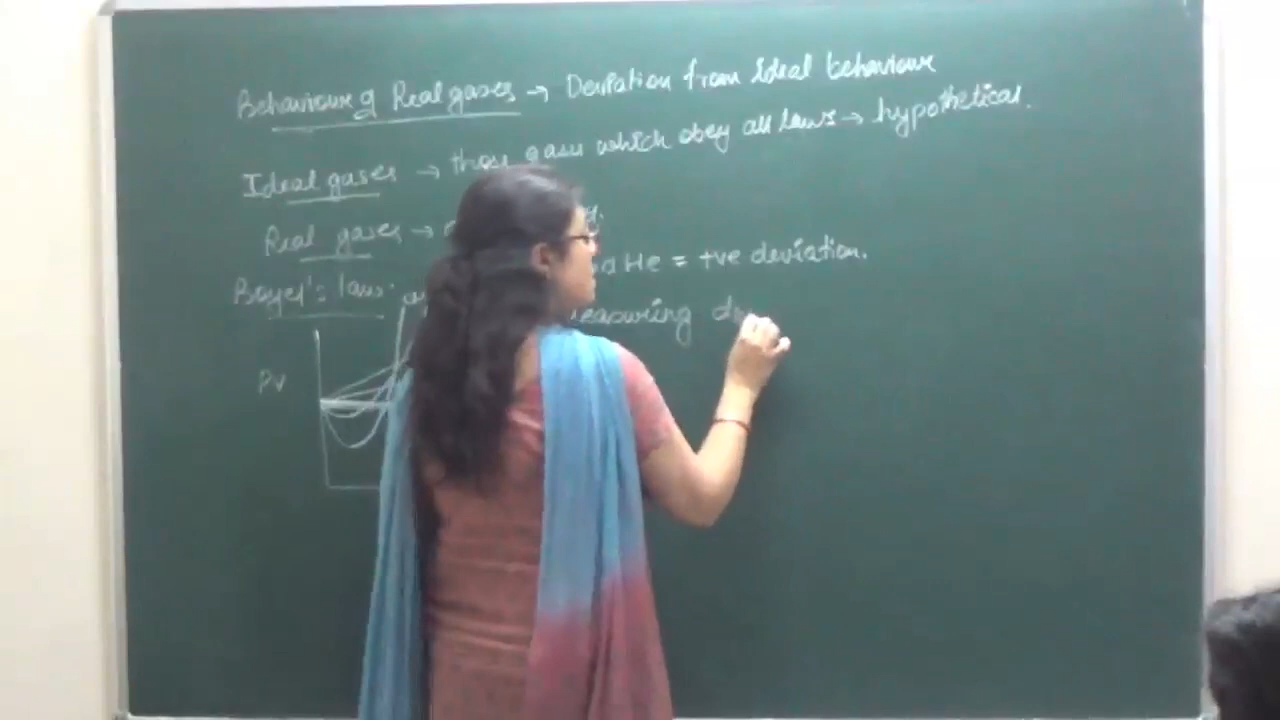 Behaviour of Real gases → Deviation from Ideal behaviour
Ideal gases → those gases which obey all laws → hypothetical.
Real gases →
Boyel's law.
He = +ve deviation.
measuring
PV